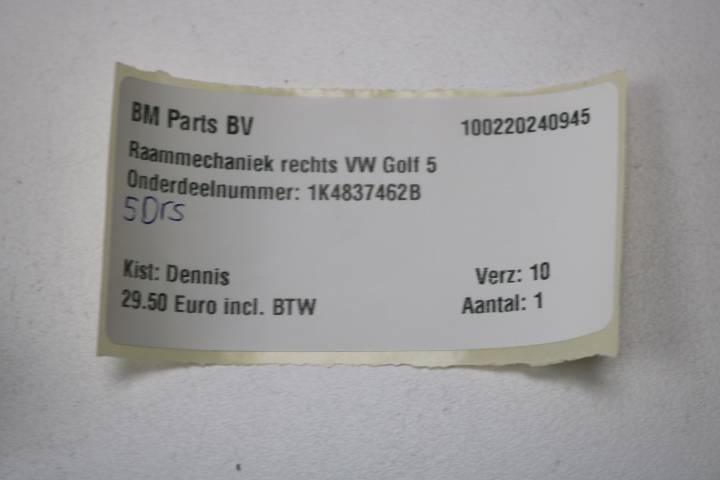 BM Parts BV 100220240945
Raammechaniek rechts VW Golf 5
Onderdeelnummer: 1K4837462B
5Drs
Kist: Dennis Verz: 10
29.50 Euro incl. BTW Aantal: 1